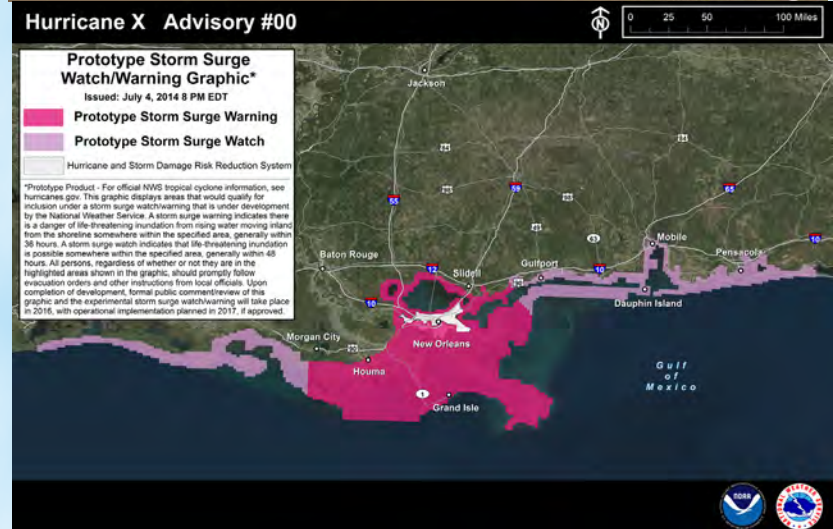 Hurricane X Advisory #00
N
0 25 50 100 Miles
Prototype Storm Surge
Watch/Warning Graphic*
Issued: July 4, 2014 8 PM EDT
Prototype Storm Surge Warning
Prototype Storm Surge Watch
Hurricane and Storm Damage Risk Reduction System
*Prototype Product - For official NWS tropical cyclone information, see
hurricanes.gov. This graphic displays areas that would qualify for
inclusion under a storm surge watch/warning that is under development
by the National Weather Service. A storm surge warning indicates there
is a danger of life-threatening inundation from rising water moving inland
from the shoreline somewhere within the specified area, generally within
36 hours. A storm surge watch indicates that life-threatening inundation
is possible somewhere within the specified area, generally within 48
hours. All persons, regardless of whether or not they are in the
highlighted areas shown in the graphic, should promptly follow
evacuation orders and other instructions from local officials. Upon
completion of development, formal public comment/review of this
graphic and the experimental storm surge watch/warning will take place
in 2016, with operational implementation planned in 2017, if approved.
Jackson
55
59
65
98
63
Mobile
10
Pensacola
Baton Rouge
12
Slidell
Gulfport
10
90
Dauphin Island
10
New Orleans
Morgan City
90
Houma
1
Grand Isle
Gulf
of
Mexico
NOAA